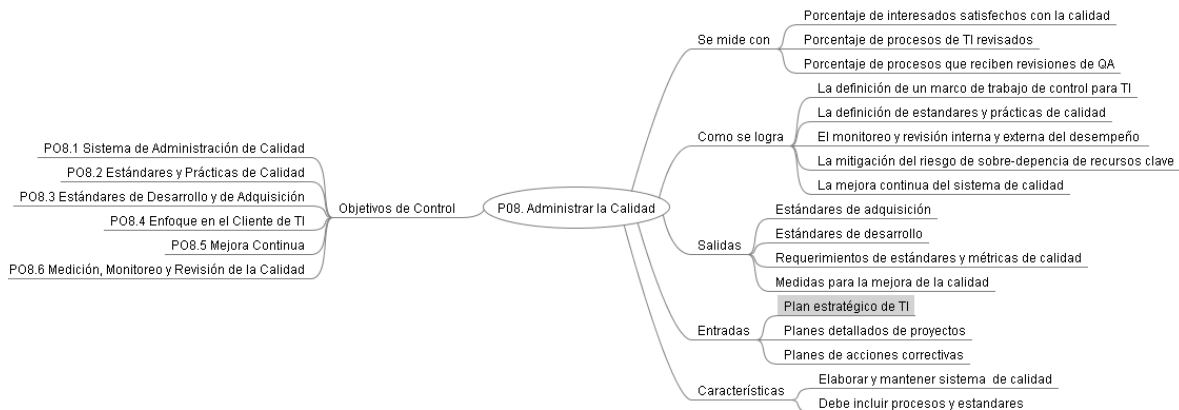 Porcentaje de interesados satisfechos con la calidad
Se mide con
Porcentaje de procesos de TI revisados
Porcentaje de procesos que reciben revisiones de QA
La definición de un marco de trabajo de control para TI
La definición de estandares y prácticas de calidad
Como se logra
El monitoreo y revisión interna y externa del desempeño
La mitigación del riesgo de sobre-depencia de recursos clave
La mejora continua del sistema de calidad
PO8.1 Sistema de Administración de Calidad
PO8.2 Estándares y Prácticas de Calidad
PO8.3 Estándares de Desarrollo y de Adquisición
PO8.4 Enfoque en el Cliente de TI
PO8.5 Mejora Continua
PO8.6 Medición, Monitoreo y Revisión de la Calidad
Objetivos de Control
P08. Administrar la Calidad
Estándares de adquisición
Estándares de desarrollo
Salidas
Requerimientos de estándares y métricas de calidad
Medidas para la mejora de la calidad
Plan estratégico de TI
Entradas
Planes detallados de proyectos
Planes de acciones correctivas
Características
Elaborar y mantener sistema de calidad
Debe incluir procesos y estandares